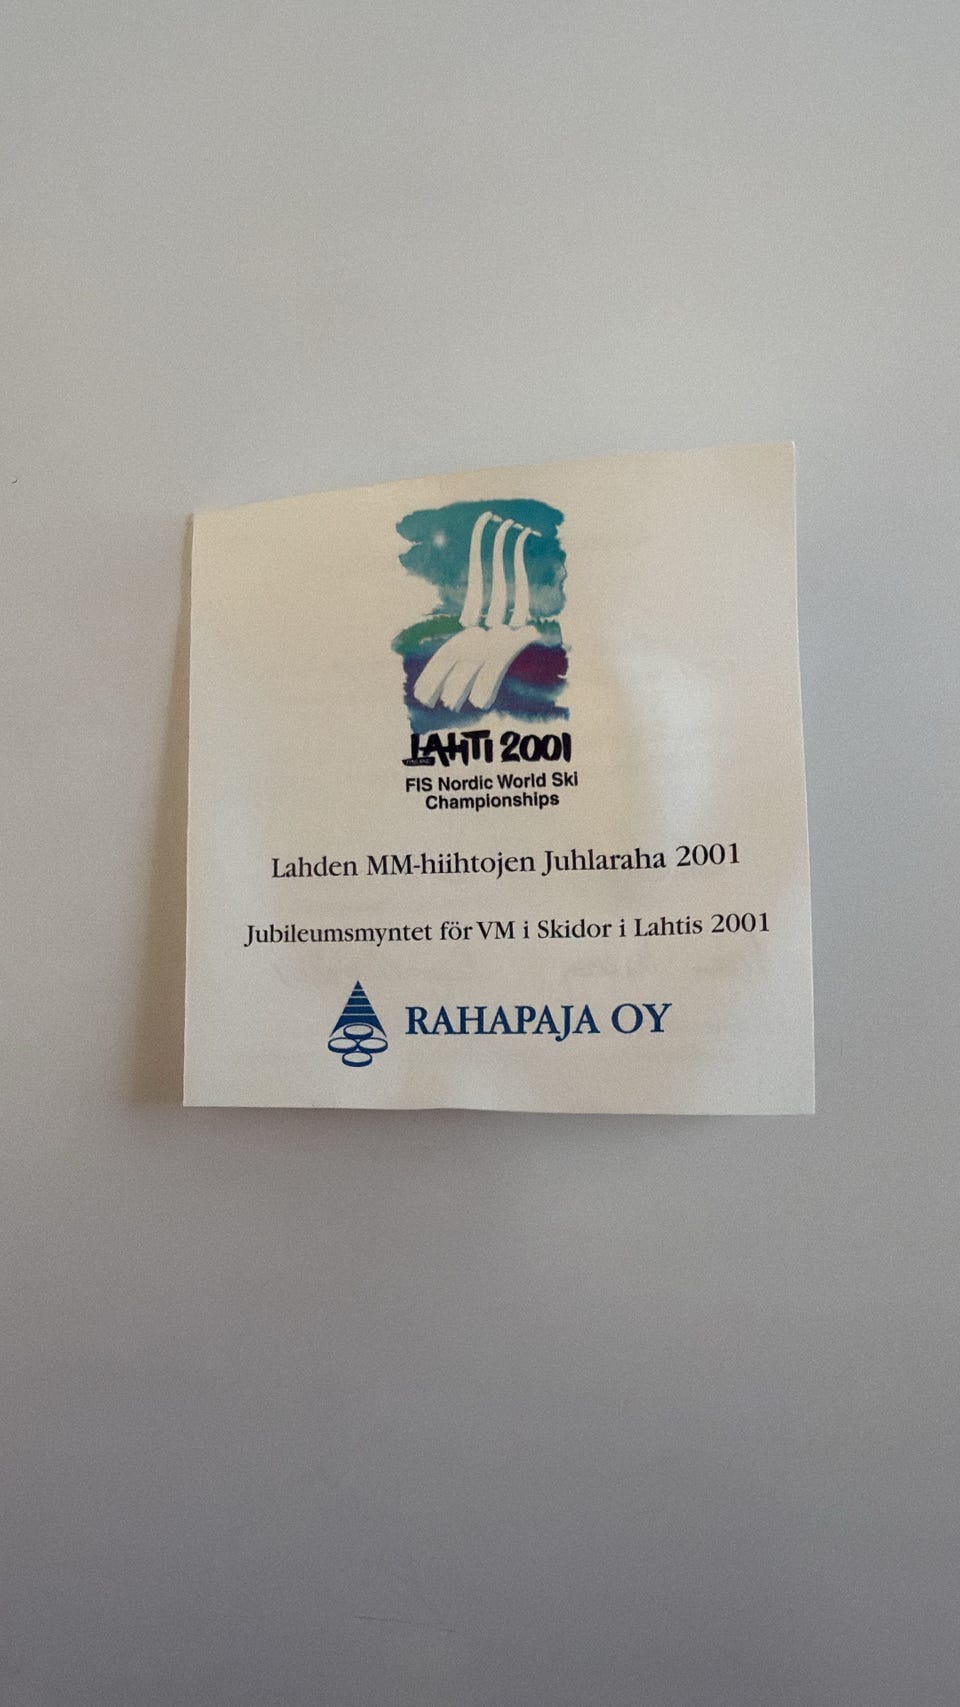 LAHTI 2001
FIS Nordic World Ski
Championships
Lahden MM-hiihtojen Juhlaraha 2001
Jubileumsmyntet för VM i Skidor i Lahtis 2001
RAHAPAJA OY